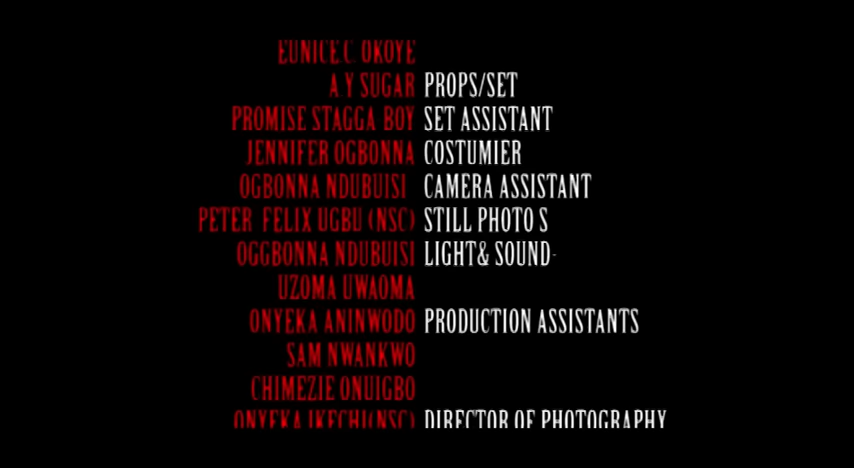 EUNICE C. OKOYE
A Y SUGAR PROPS/SET
PROMISE STAGGA BOY SET ASSISTANT
JENNIFER OGBONNA COSTUMIER
OGBONNA NDUBUISI CAMERA ASSISTANT
PETER FELIX UGBU (NSC) STILL PHOTO S
OGGBONNA NDUBUISI LIGHT& SOUND-
UZOMA UWAOMA
ONYEKA ANINWODO PRODUCTION ASSISTANTS
SAM NWANKWO
CHIMEZIE ONUIGBO
ONYEKA IKECHI(NSC) DIRECTOR OF PHOTOGRAPHY